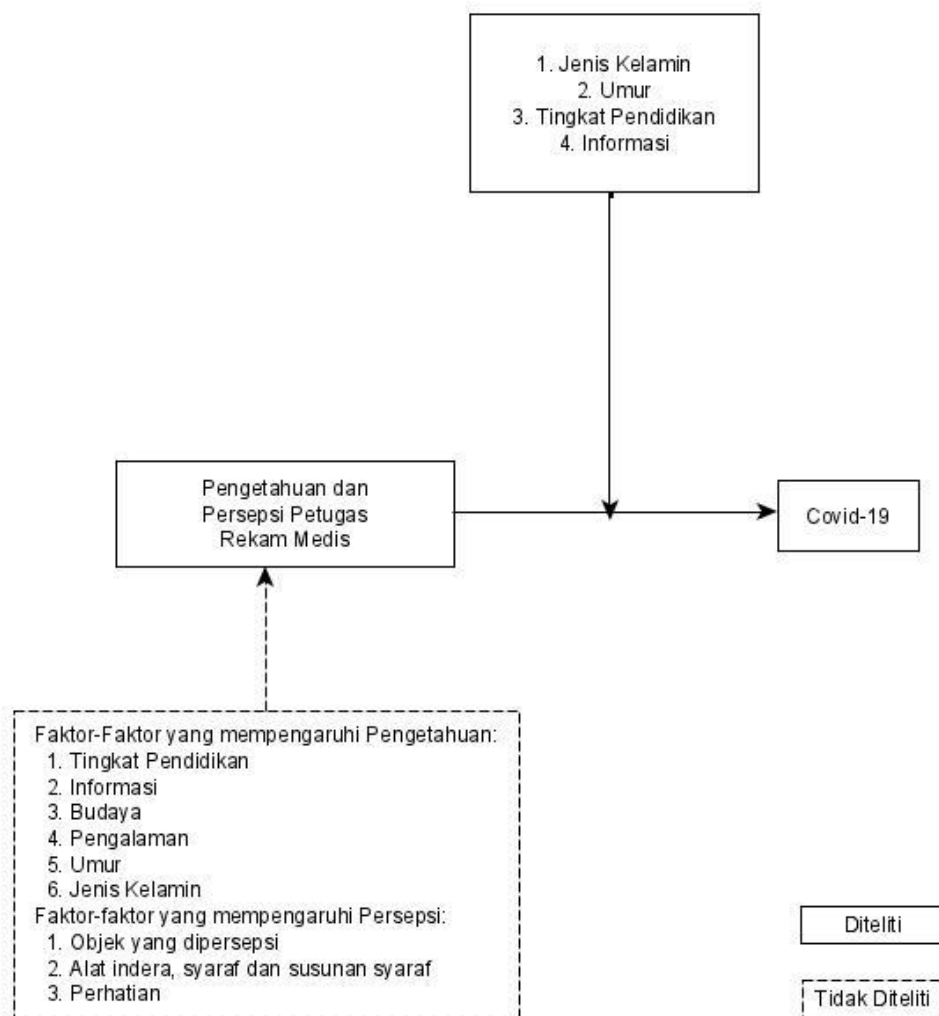 1. Jenis Kelamin
2. Umur
3. Tingkat Pendidikan
4. Informasi
Pengetahuan dan
Persepsi Petugas
Rekam Medis
Covid-19
Faktor-Faktor yang mempengaruhi Pengetahuan:
1. Tingkat Pendidikan
2. Informasi
3. Budaya
4. Pengalaman
5. Umur
6. Jenis Kelamin
Faktor-faktor yang mempengaruhi Persepsi:
1. Objek yang dipersepsi
2. Alat indera, syaraf dan susunan syaraf
3. Perhatian
Diteliti
Tidak Diteliti